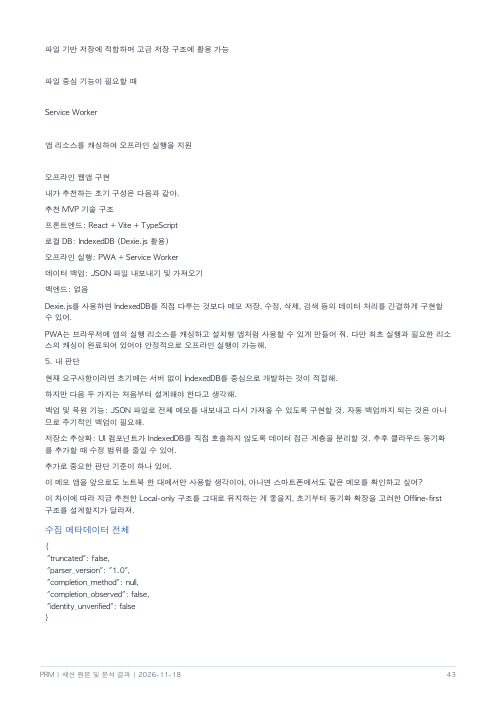 파일 기반 저장에 적합하며 고급 저장 구조에 활용 가능
파일 중심 기능이 필요할 때
Service Worker
앱 리소스를 캐싱하여 오프라인 실행을 지원
오프라인 웹앱 구현
내가 추천하는 초기 구성은 다음과 같아.
추천 MVP 기술 구조
프론트엔드: React + Vite + TypeScript
로컬 DB: IndexedDB (Dexie.js 활용)
오프라인 실행: PWA + Service Worker
데이터 백업: JSON 파일 내보내기 및 가져오기
백엔드: 없음
Dexie.js를 사용하면 IndexedDB를 직접 다루는 것보다 메모 저장, 수정, 삭제, 검색 등의 데이터 처리를 간결하게 구현할
수 있어.
PWA는 브라우저에 앱의 실행 리소스를 캐싱하고 설치형 앱처럼 사용할 수 있게 만들어 줘. 다만 최초 실행과 필요한 리소
스의 캐싱이 완료되어 있어야 안정적으로 오프라인 실행이 가능해.
5. 내 판단
현재 요구사항이라면 초기에는 서버 없이 IndexedDB를 중심으로 개발하는 것이 적절해.
하지만 다음 두 가지는 처음부터 설계해야 한다고 생각해.
백업 및 복원 기능: JSON 파일로 전체 메모를 내보내고 다시 가져올 수 있도록 구현할 것. 자동 백업까지 되는 것은 아니
므로 주기적인 백업이 필요해.
저장소 추상화: UI 컴포넌트가 IndexedDB를 직접 호출하지 않도록 데이터 접근 계층을 분리할 것. 추후 클라우드 동기화
를 추가할 때 수정 범위를 줄일 수 있어.
추가로 중요한 판단 기준이 하나 있어.
이 메모 앱을 앞으로도 노트북 한 대에서만 사용할 생각이야, 아니면 스마트폰에서도 같은 메모를 확인하고 싶어?
이 차이에 따라 지금 추천한 Local-only 구조를 그대로 유지하는 게 좋을지, 초기부터 동기화 확장을 고려한 Offline-first
구조를 설계할지가 달라져.
수집 메타데이터 전체
{
"truncated": false,
"parser_version": "1.0",
"completion_method": null,
"completion_observed": false,
"identity_unverified": false
}
PRM | 세션 원본 및 분석 결과 | 2026-11-18
43